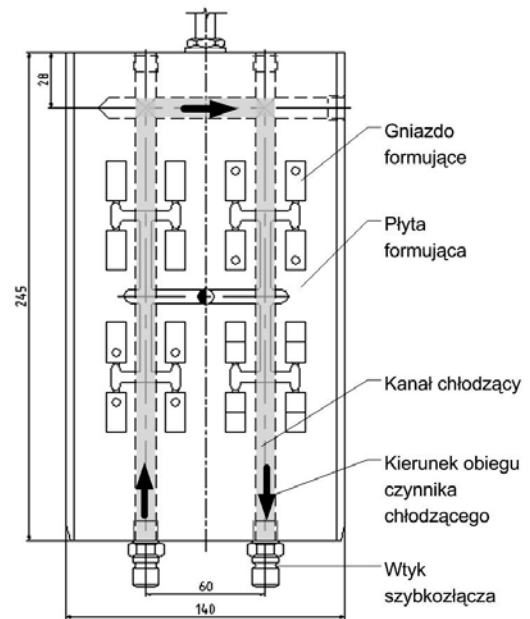 28
245
Gniazdo
formujące
Płyta
formująca
Kanał chłodzący
Kierunek obiegu
czynnika
chłodzącego
Wtyk
szybkozłącza
60
140